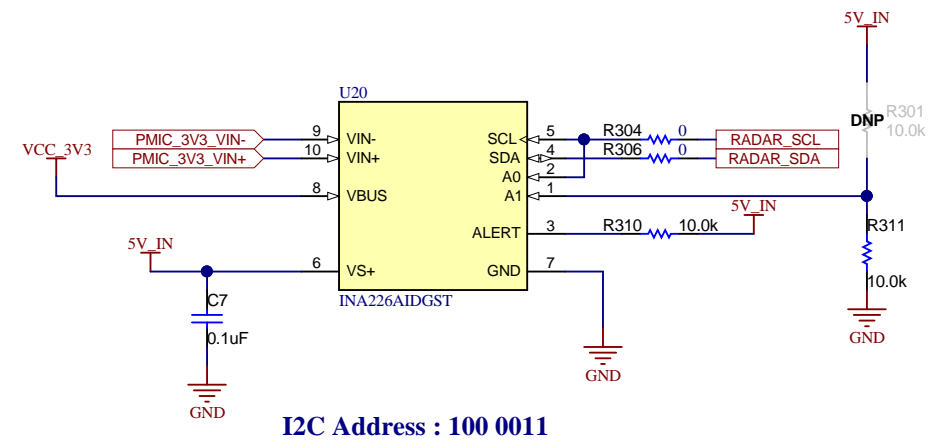 5V_IN
U20
DNP
R301
10.0k
PMIC_3V3_VIN-
9
VIN-
SCL
5
R304
0
RADAR_SCL
VCC_3V3
PMIC_3V3_VIN+
10
VIN+
SDA
4
R306
0
RADAR_SDA
A0
2
8
VBUS
A1
1
5V_IN
R311
ALERT
3
R310
10.0k
5V_IN
6
VS+
GND
7
10.0k
INA226AIDGST
C7
0.1uF
GND
GND
GND
I2C Address : 100 0011